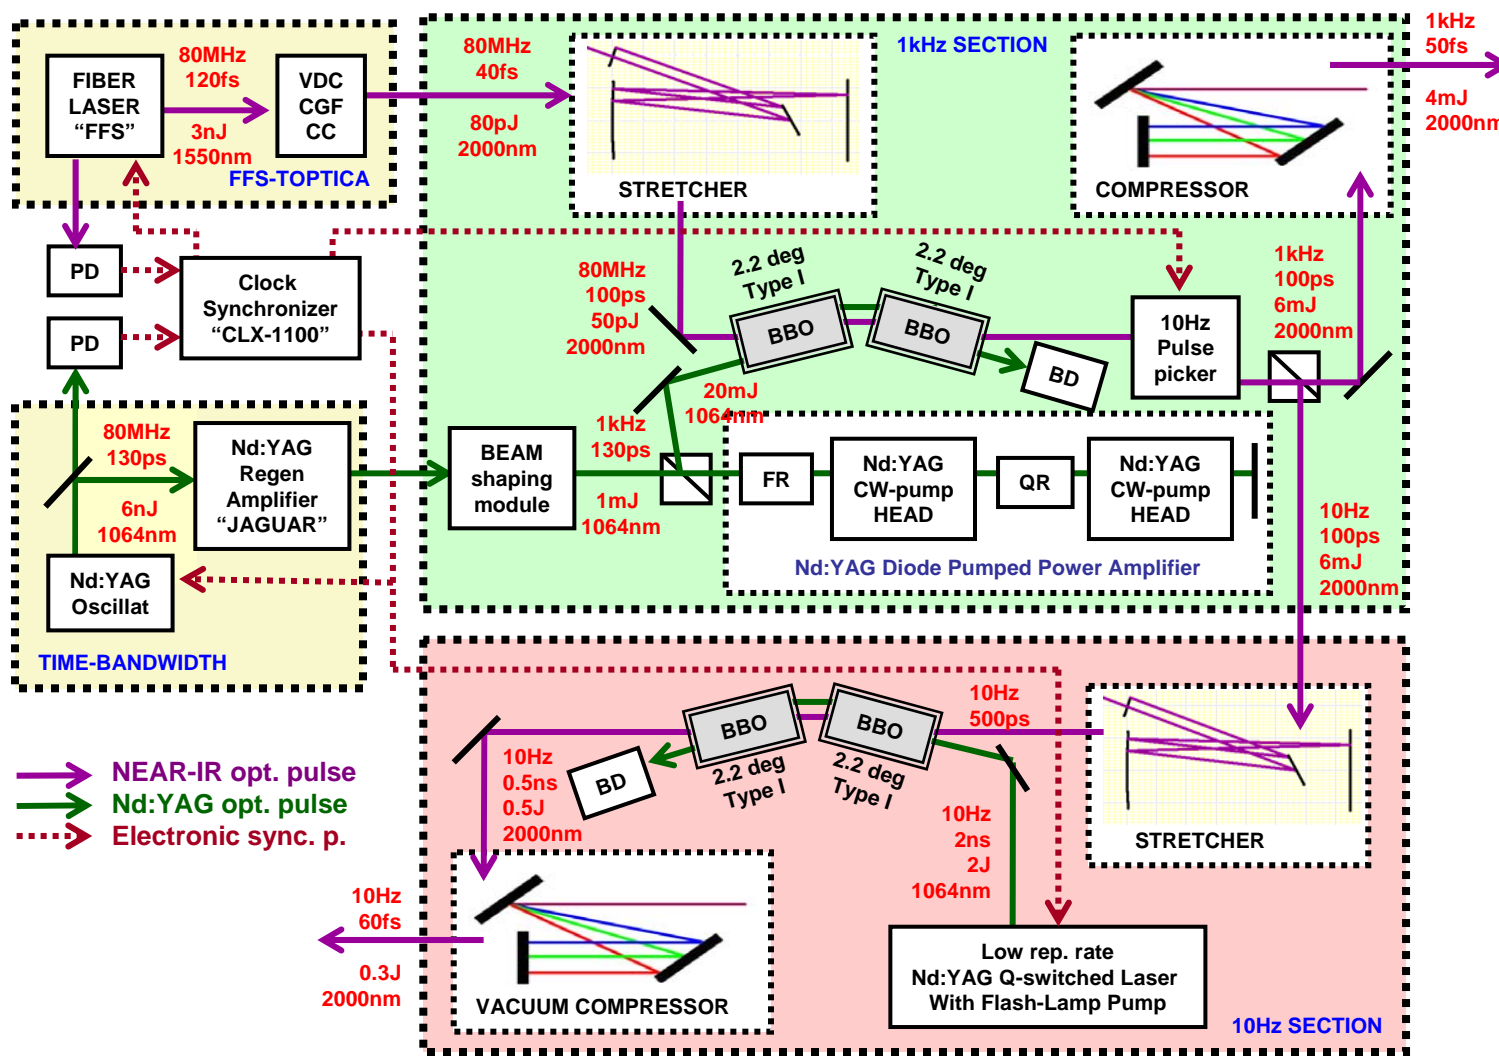 FIBER
LASER
“FFS”
80MHz
120fs
3nJ
1550nm
VDC
CGF
CC
FFS-TOPTICA
80MHz
40fs
80pJ
2000nm
STRETCHER
1kHz SECTION
COMPRESSOR
1kHz
50fs
4mJ
2000nm
PD
PD
Clock
Synchronizer
“CLX-1100”
80MHz
100ps
50pJ
2000nm
2.2 deg
Type I
BBO
2.2 deg
Type I
BBO
BD
10Hz
Pulse
picker
1kHz
100ps
6mJ
2000nm
20mJ
1064nm
80MHz
130ps
6nJ
1064nm
Nd:YAG
Regen
Amplifier
“JAGUAR”
Nd:YAG
Oscillat
TIME-BANDWIDTH
BEAM
shaping
module
1kHz
130ps
1mJ
1064nm
FR
Nd:YAG
CW-pump
HEAD
QR
Nd:YAG
CW-pump
HEAD
Nd:YAG Diode Pumped Power Amplifier
10Hz
100ps
6mJ
2000nm
NEAR-IR opt. pulse
Nd:YAG opt. pulse
Electronic sync. p.
10Hz
0.5ns
0.5J
2000nm
BD
BBO
2.2 deg
Type I
BBO
2.2 deg
Type I
10Hz
500ps
STRETCHER
10Hz
2ns
2J
1064nm
10Hz
60fs
0.3J
2000nm
VACUUM COMPRESSOR
Low rep. rate
Nd:YAG Q-switched Laser
With Flash-Lamp Pump
10Hz SECTION